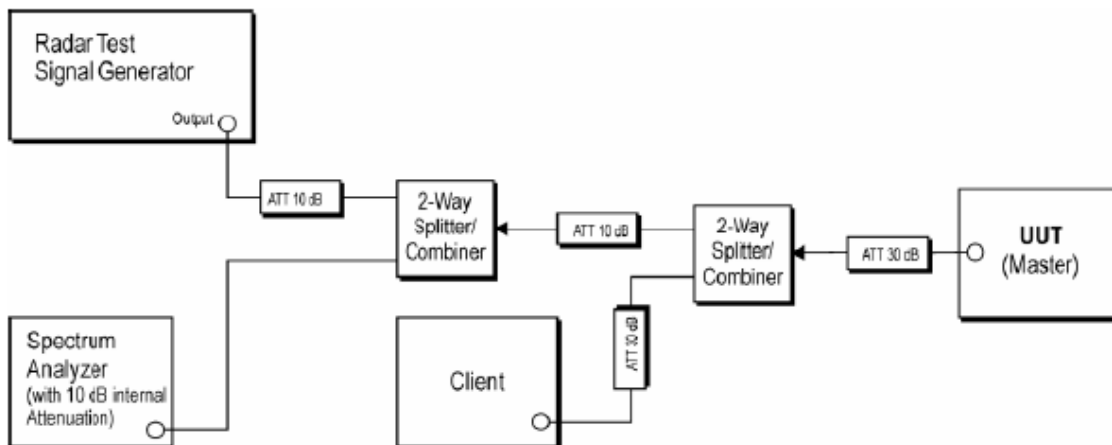 Radar Test
Signal Generator
Output
ATT 10 dB
2-Way
Splitter/
Combiner
ATT 10 dB
2-Way
Splitter/
Combiner
ATT 30 dB
UUT
(Master)
ATT 30 dB
Spectrum
Analyzer
(with 10 dB internal
Attenuation)
Client